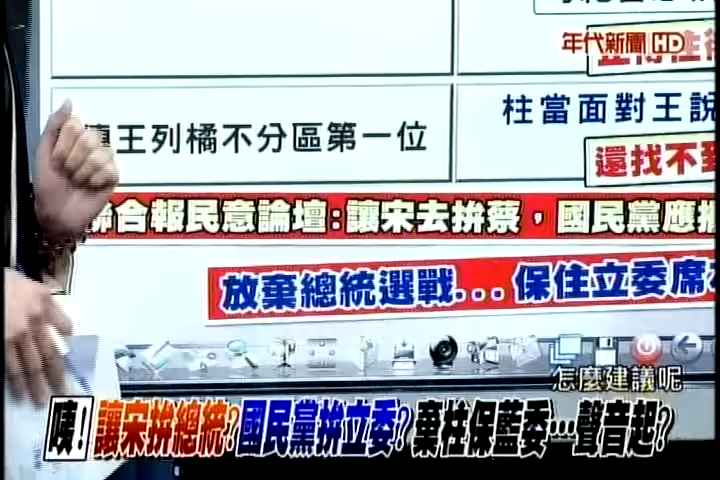 年代新聞 HD
王列橘不分區第一位
柱當面對王說
還找不到
聯合報民意論壇:讓宋去拚蔡,國民黨應
放棄總統選戰...保住立委席
怎麼建議呢
咦!讓宋拚總統?國民黨拚立委?棄柱保藍委…聲音起?